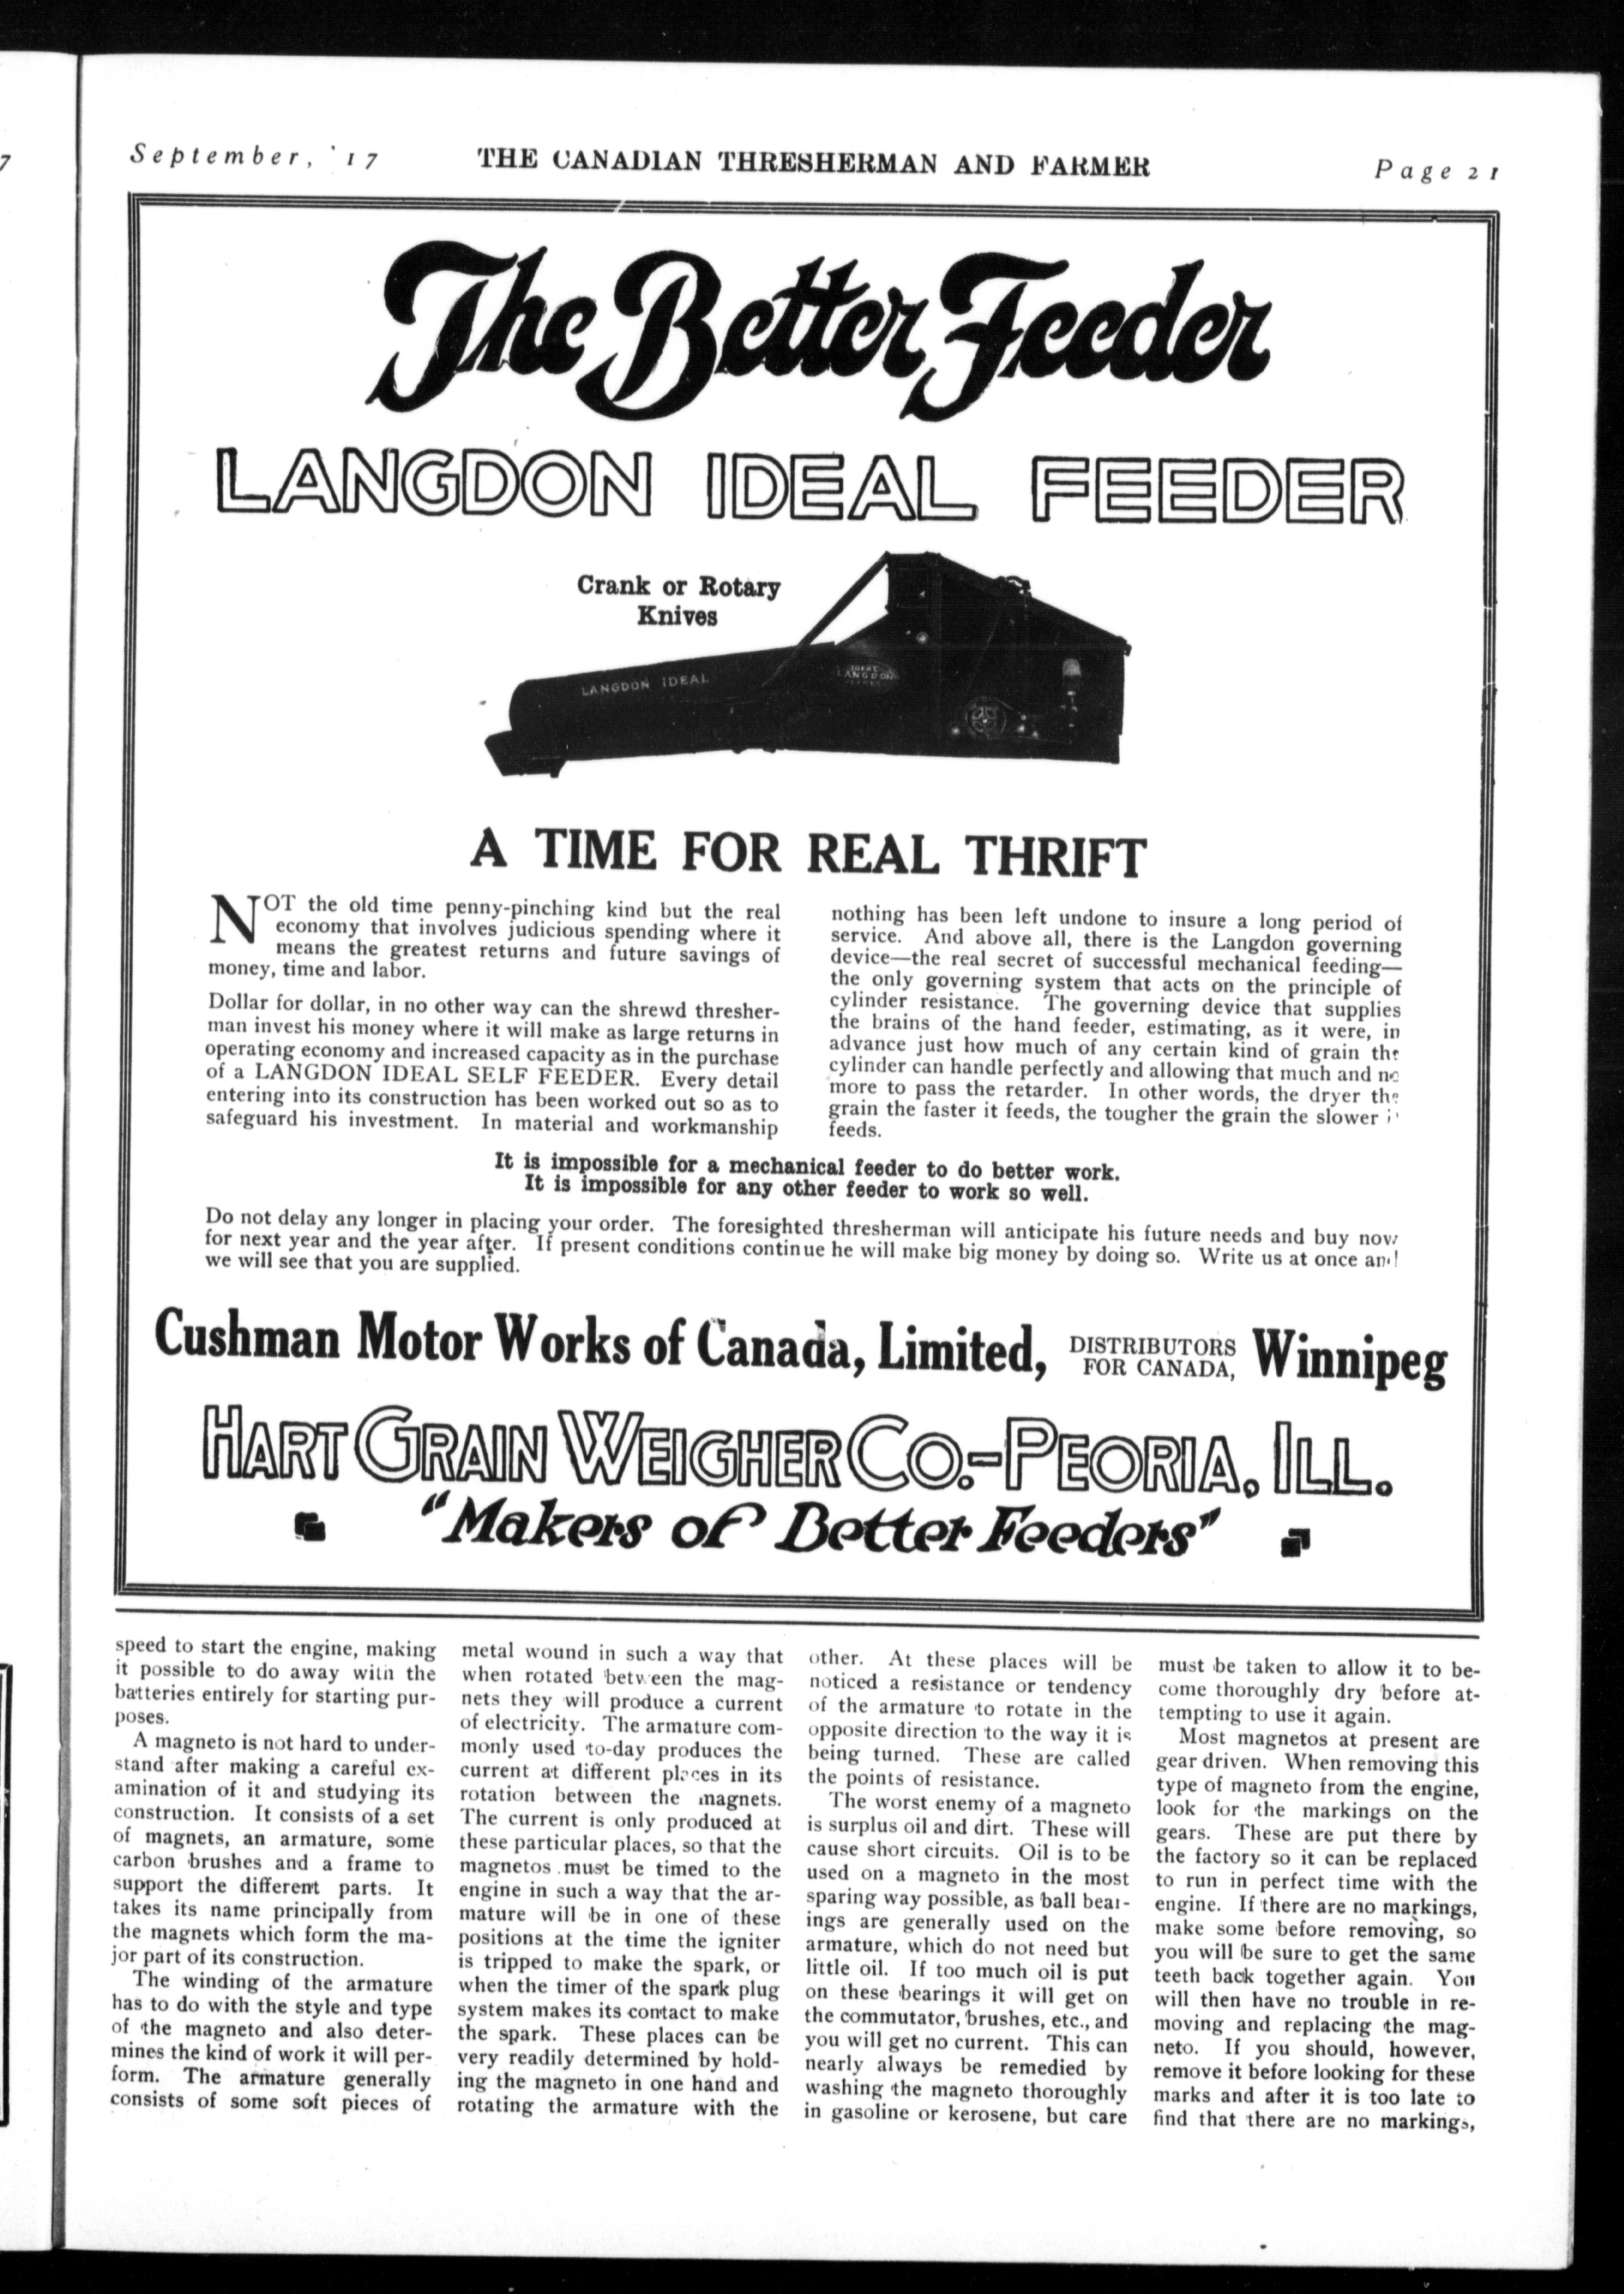 September, '17
THE CANADIAN THRESHERMAN AND FARMER
Page 21
The Better Feeder
LANGDON IDEAL FEEDER
Crank or Rotary
Knives
LANGDON IDEAL
IDEAL
LANGDON
A TIME FOR REAL THRIFT
NOT the old time penny-pinching kind but the real
economy that involves judicious spending where it
means the greatest returns and future savings of
money, time and labor.
Dollar for dollar, in no other way can the shrewd thresher-
man invest his money where it will make as large returns in
operating economy and increased capacity as in the purchase
of a LANGDON IDEAL SELF FEEDER. Every detail
entering into its construction has been worked out so as to
safeguard his investment. In material and workmanship
nothing has been left undone to insure a long period of
service. And above all, there is the Langdon governing
device—the real secret of successful mechanical feeding—
the only governing system that acts on the principle of
cylinder resistance. The governing device that supplies
the brains of the hand feeder, estimating, as it were, in
advance just how much of any certain kind of grain the
cylinder can handle perfectly and allowing that much and no
more to pass the retarder. In other words, the dryer the
grain the faster it feeds, the tougher the grain the slower
feeds.
It is impossible for a mechanical feeder to do better work.
It is impossible for any other feeder to work so well.
Do not delay any longer in placing your order. The foresighted thresherman will anticipate his future needs and buy now
for next year and the year after. If present conditions continue he will make big money by doing so. Write us at once and
we will see that you are supplied.
Cushman Motor Works of Canada, Limited, DISTRIBUTORS FOR CANADA, Winnipeg
HART GRAIN WEIGHER CO.-PEORIA, ILL.
"Makers of Better Feeders"
speed to start the engine, making
it possible to do away with the
batteries entirely for starting pur-
poses.
A magneto is not hard to under-
stand after making a careful ex-
amination of it and studying its
construction. It consists of a set
of magnets, an armature, some
carbon brushes and a frame to
support the different parts. It
takes its name principally from
the magnets which form the ma-
jor part of its construction.
The winding of the armature
has to do with the style and type
of the magneto and also deter-
mines the kind of work it will per-
form. The armature generally
consists of some soft pieces of
metal wound in such a way that
when rotated between the mag-
nets they will produce a current
of electricity. The armature com-
monly used to-day produces the
current at different places in its
rotation between the magnets.
The current is only produced at
these particular places, so that the
magnetos must be timed to the
engine in such a way that the ar-
mature will be in one of these
positions at the time the igniter
is tripped to make the spark, or
when the timer of the spark plug
system makes its contact to make
the spark. These places can be
very readily determined by hold-
ing the magneto in one hand and
rotating the armature with the
other. At these places will be
noticed a resistance or tendency
of the armature to rotate in the
opposite direction to the way it is
being turned. These are called
the points of resistance.
The worst enemy of a magneto
is surplus oil and dirt. These will
cause short circuits. Oil is to be
used on a magneto in the most
sparing way possible, as ball bear-
ings are generally used on the
armature, which do not need but
little oil. If too much oil is put
on these bearings it will get on
the commutator, brushes, etc., and
you will get no current. This can
nearly always be remedied by
washing the magneto thoroughly
in gasoline or kerosene, but care
must be taken to allow it to be-
come thoroughly dry before at-
tempting to use it again.
Most magnetos at present are
gear driven. When removing this
type of magneto from the engine,
look for the markings on the
gears. These are put there by
the factory so it can be replaced
to run in perfect time with the
engine. If there are no markings,
make some before removing, so
you will be sure to get the same
teeth back together again. You
will then have no trouble in re-
moving and replacing the mag-
neto. If you should, however,
remove it before looking for these
marks and after it is too late to
find that there are no markings,